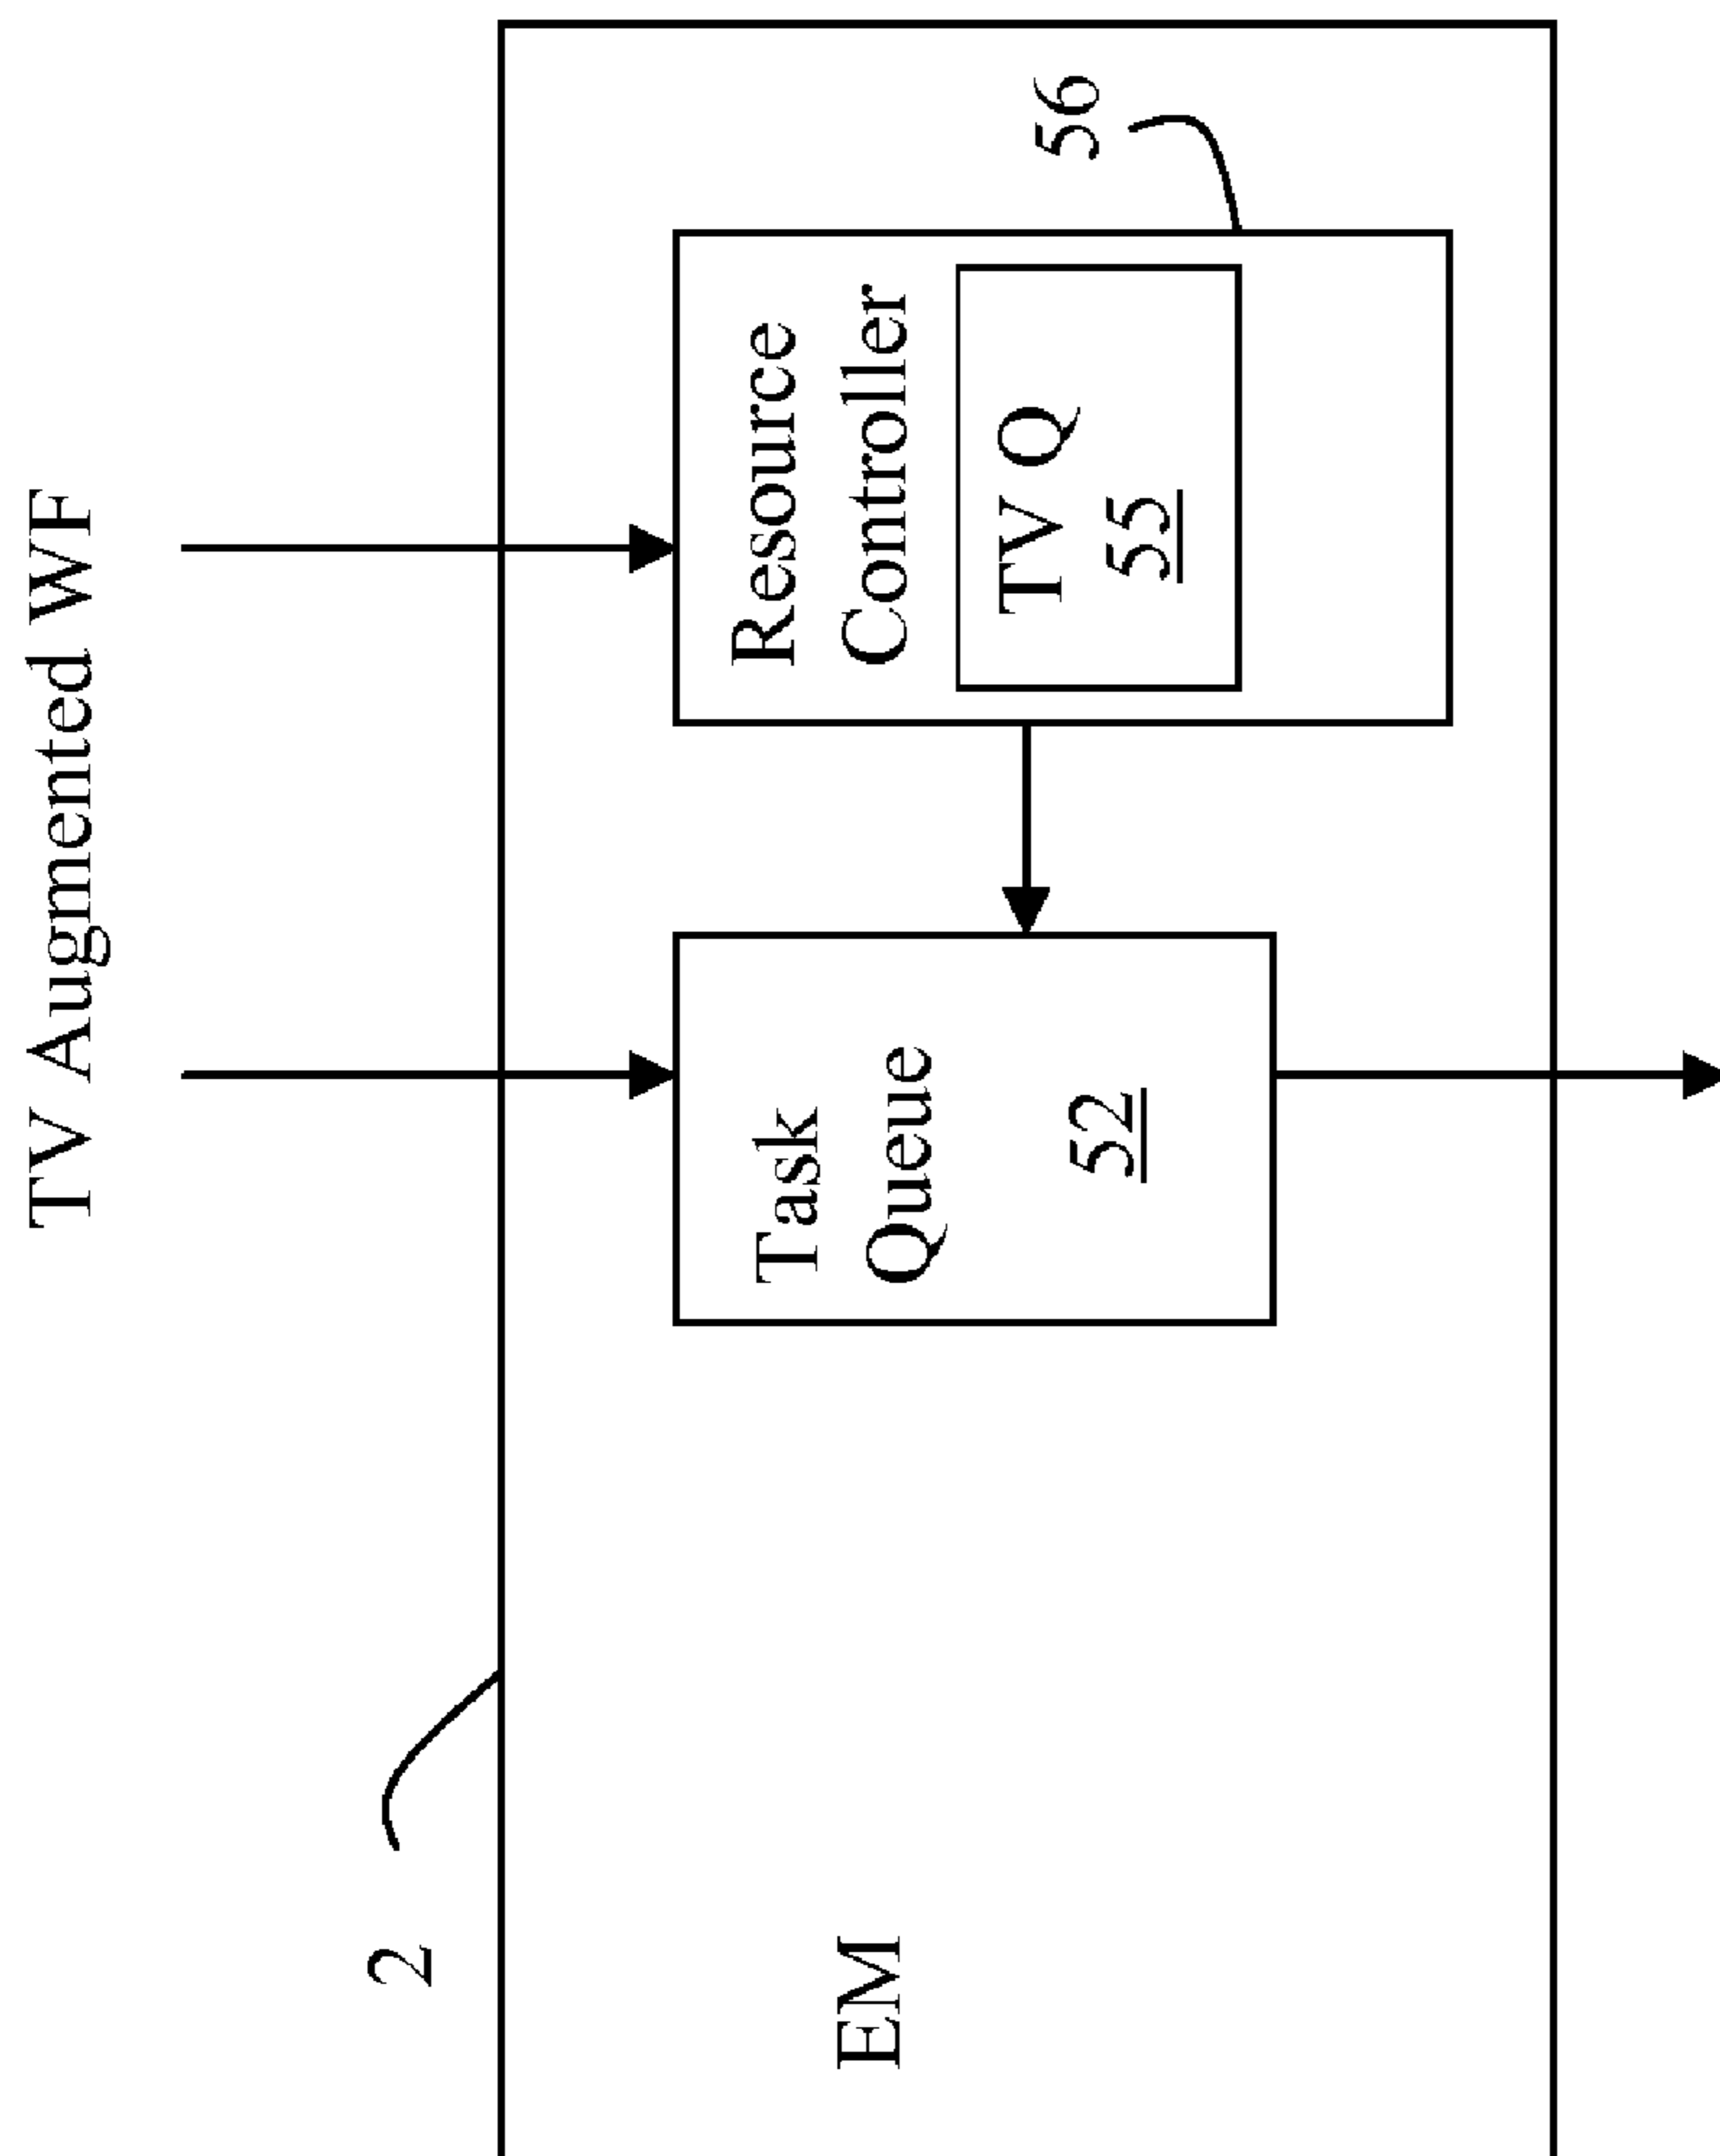 TV Augmented WF
2
EM
Task
Queue
52
Resource
Controller
TV Q
55
56